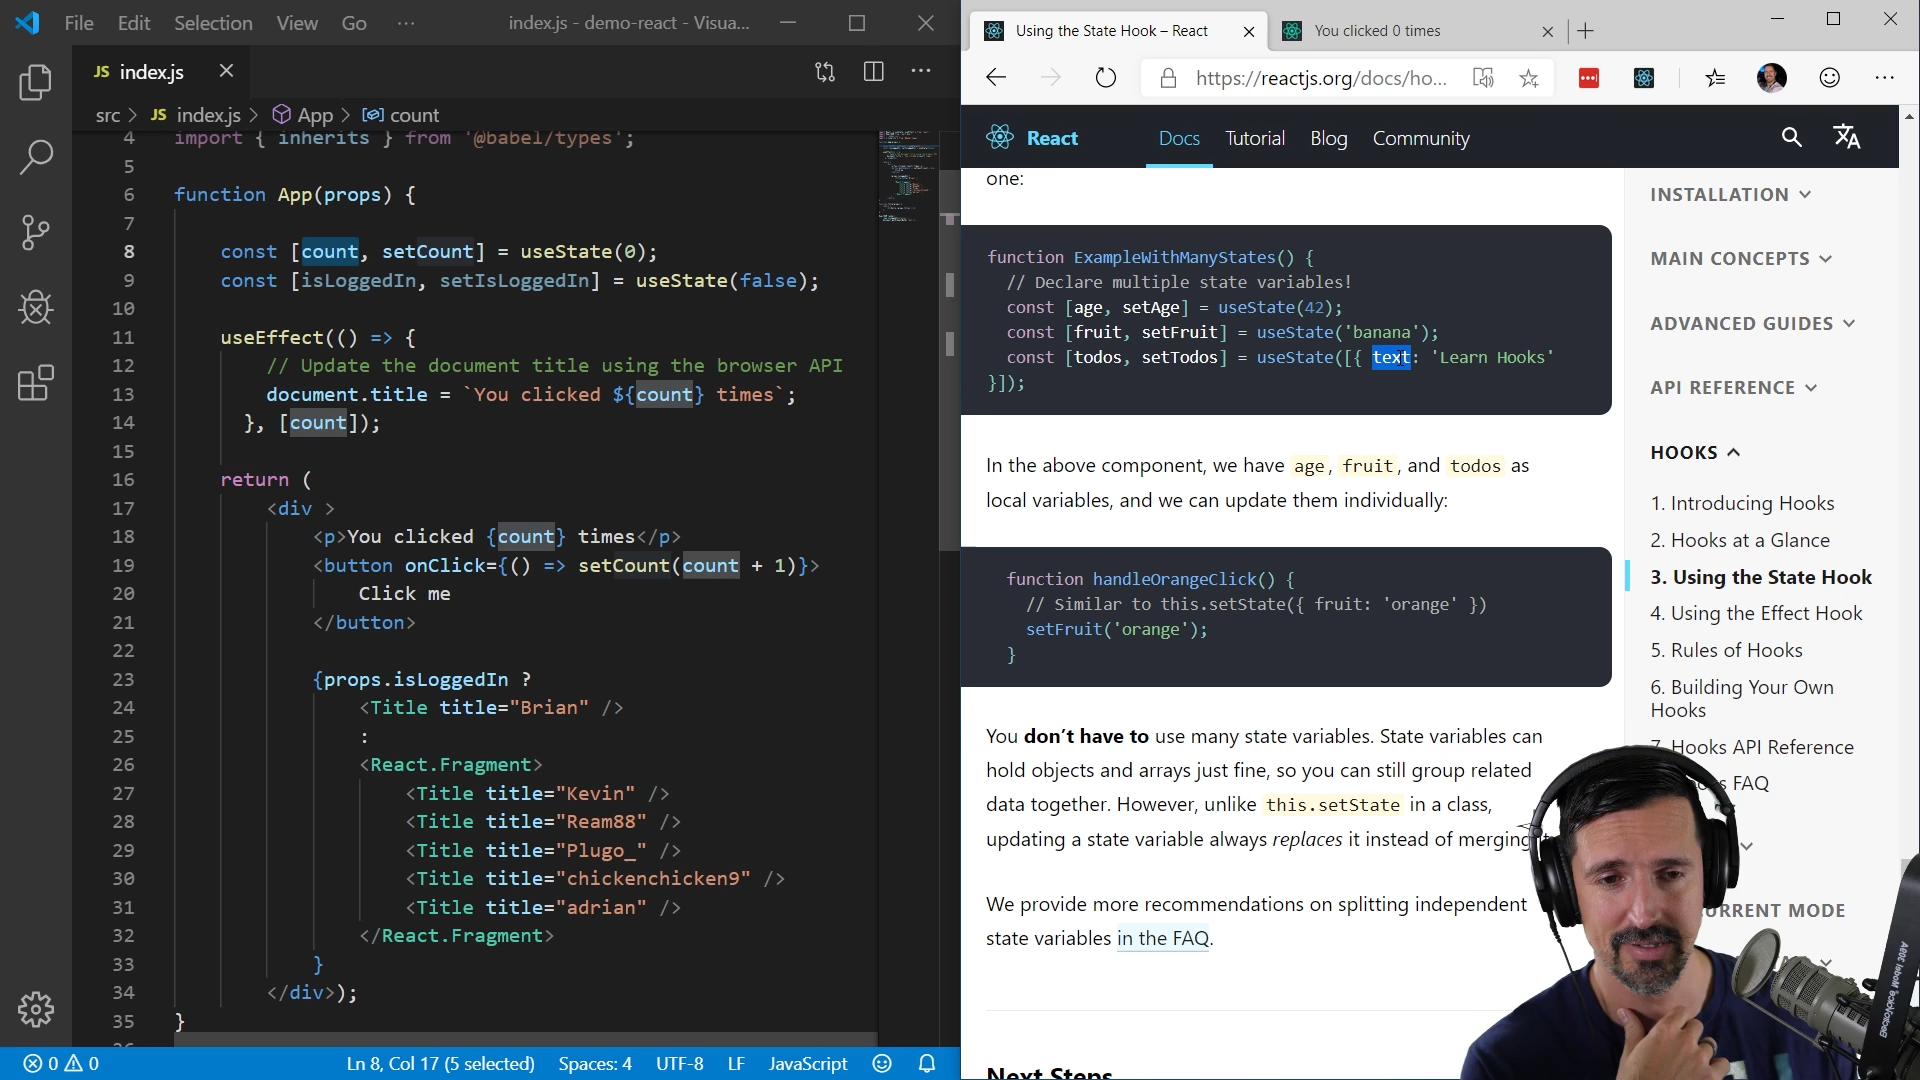 File Edit Selection View Go ··· index.js - demo-react - Visua...
JS index.js
src > JS index.js > App > count
4 import { inherits } from '@babel/types';
5
6 function App(props) {
7
8 const [count, setCount] = useState(0);
9 const [isLoggedIn, setIsLoggedIn] = useState(false);
10
11 useEffect(() => {
12 // Update the document title using the browser API
13 document.title = `You clicked ${count} times`;
14 }, [count]);
15
16 return (
17 <div >
18 <p>You clicked {count} times</p>
19 <button onClick={() => setCount(count + 1)}>
20 Click me
21 </button>
22
23 {props.isLoggedIn ?
24 <Title title="Brian" />
25 :
26 <React.Fragment>
27 <Title title="Kevin" />
28 <Title title="Ream88" />
29 <Title title="Plugo_" />
30 <Title title="chickenchicken9" />
31 <Title title="adrian" />
32 </React.Fragment>
33 }
34 </div>);
35 }
0 0 Ln 8, Col 17 (5 selected) Spaces: 4 UTF-8 LF JavaScript
Using the State Hook – React You clicked 0 times
https://reactjs.org/docs/ho...
React Docs Tutorial Blog Community
one:
function ExampleWithManyStates() {
// Declare multiple state variables!
const [age, setAge] = useState(42);
const [fruit, setFruit] = useState('banana');
const [todos, setTodos] = useState([{ text: 'Learn Hooks'
}]);
In the above component, we have age, fruit, and todos as
local variables, and we can update them individually:
function handleOrangeClick() {
// Similar to this.setState({ fruit: 'orange' })
setFruit('orange');
}
You don't have to use many state variables. State variables can
hold objects and arrays just fine, so you can still group related
data together. However, unlike this.setState in a class,
updating a state variable always replaces it instead of merging
We provide more recommendations on splitting independent
state variables in the FAQ.
Next Steps
INSTALLATION
MAIN CONCEPTS
ADVANCED GUIDES
API REFERENCE
HOOKS
1. Introducing Hooks
2. Hooks at a Glance
3. Using the State Hook
4. Using the Effect Hook
5. Rules of Hooks
6. Building Your Own
Hooks
7. Hooks API Reference
FAQ
MODE